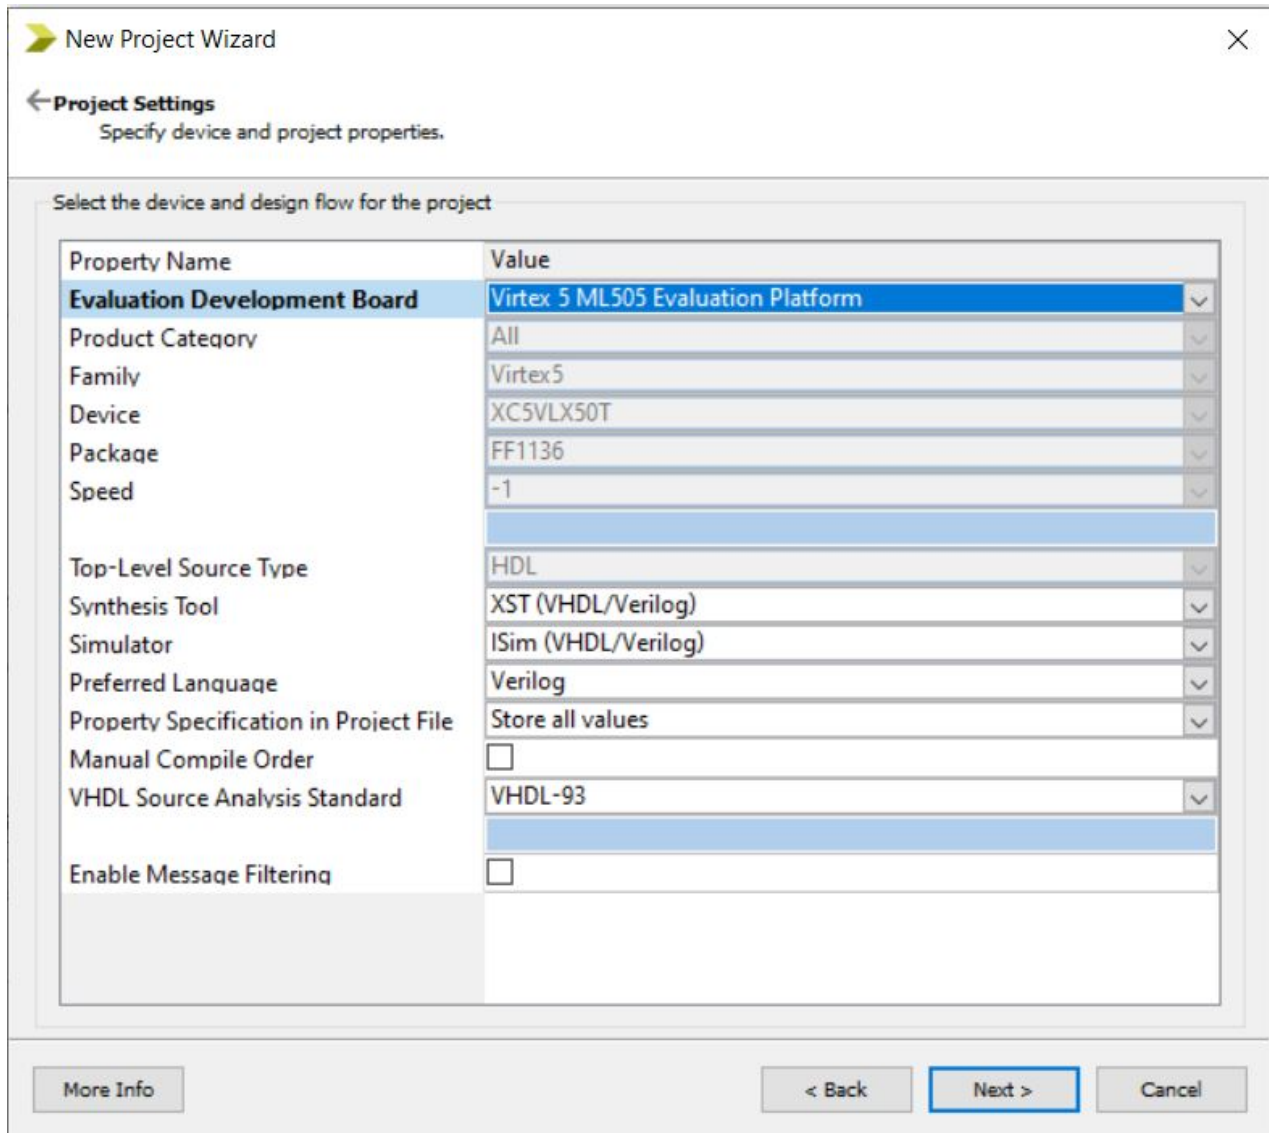 New Project Wizard
Project Settings
Specify device and project properties.
Select the device and design flow for the project
Property Name Value
Evaluation Development Board Virtex 5 ML505 Evaluation Platform
Product Category All
Family Virtex5
Device XC5VLX50T
Package FF1136
Speed -1
Top-Level Source Type HDL
Synthesis Tool XST (VHDL/Verilog)
Simulator ISim (VHDL/Verilog)
Preferred Language Verilog
Property Specification in Project File Store all values
Manual Compile Order
VHDL Source Analysis Standard VHDL-93
Enable Message Filtering
More Info < Back Next > Cancel